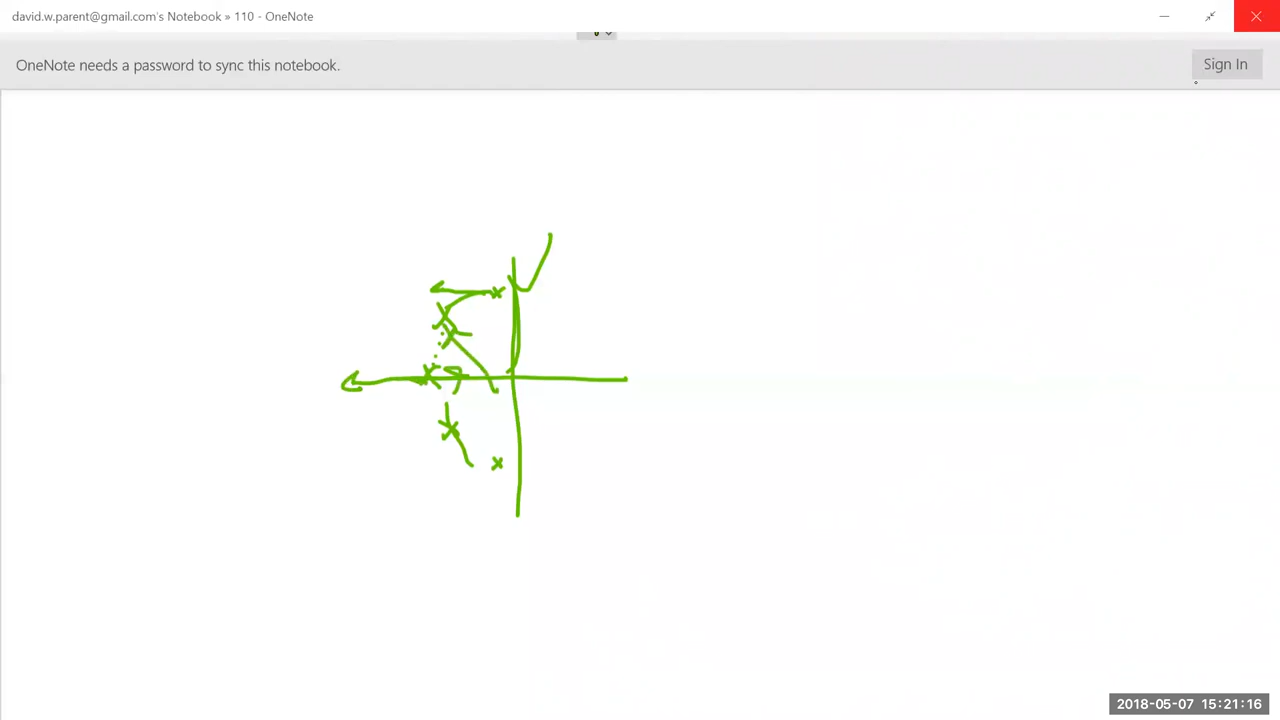 david.w.parent@gmail.com's Notebook » 110 - OneNote
OneNote needs a password to sync this notebook.
Sign In
2018-05-07 15:21:16